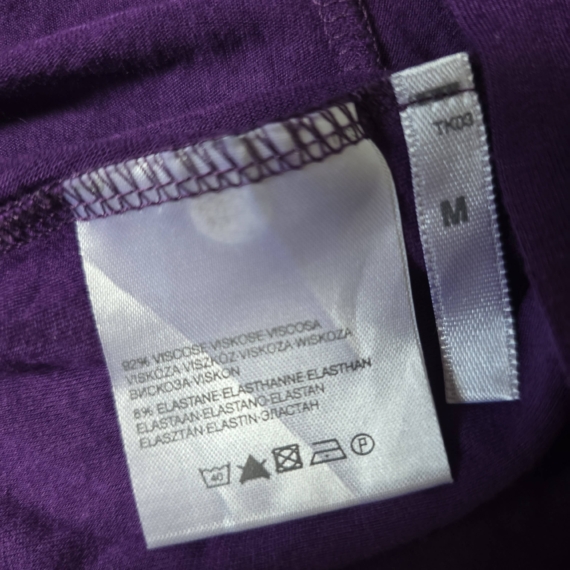 TK03
M
92% VISCOSE·VISKOSE·VISCOSA
VISKÓZA·VISZKÓZ·VISKOZA·WISKOZA
ВИСКОЗА·VISKON
8% ELASTANE·ELASTHANNE·ELASTHAN
ELASTAAN·ELASTANO·ELASTAN
ELASZTÁN·ELASTIN·ЭЛАСТАН
40
P